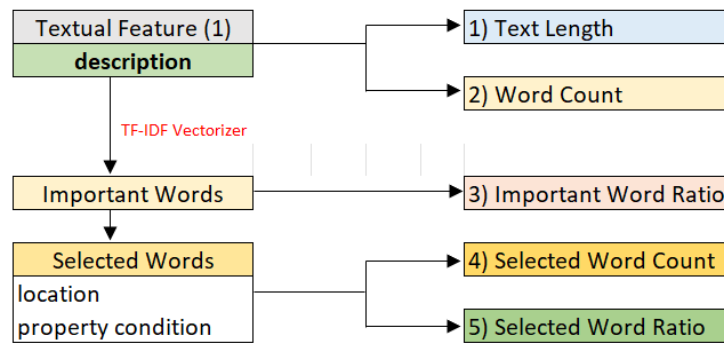 Textual Feature (1)
description
1) Text Length
2) Word Count
TF-IDF Vectorizer
Important Words
3) Important Word Ratio
Selected Words
location
property condition
4) Selected Word Count
5) Selected Word Ratio